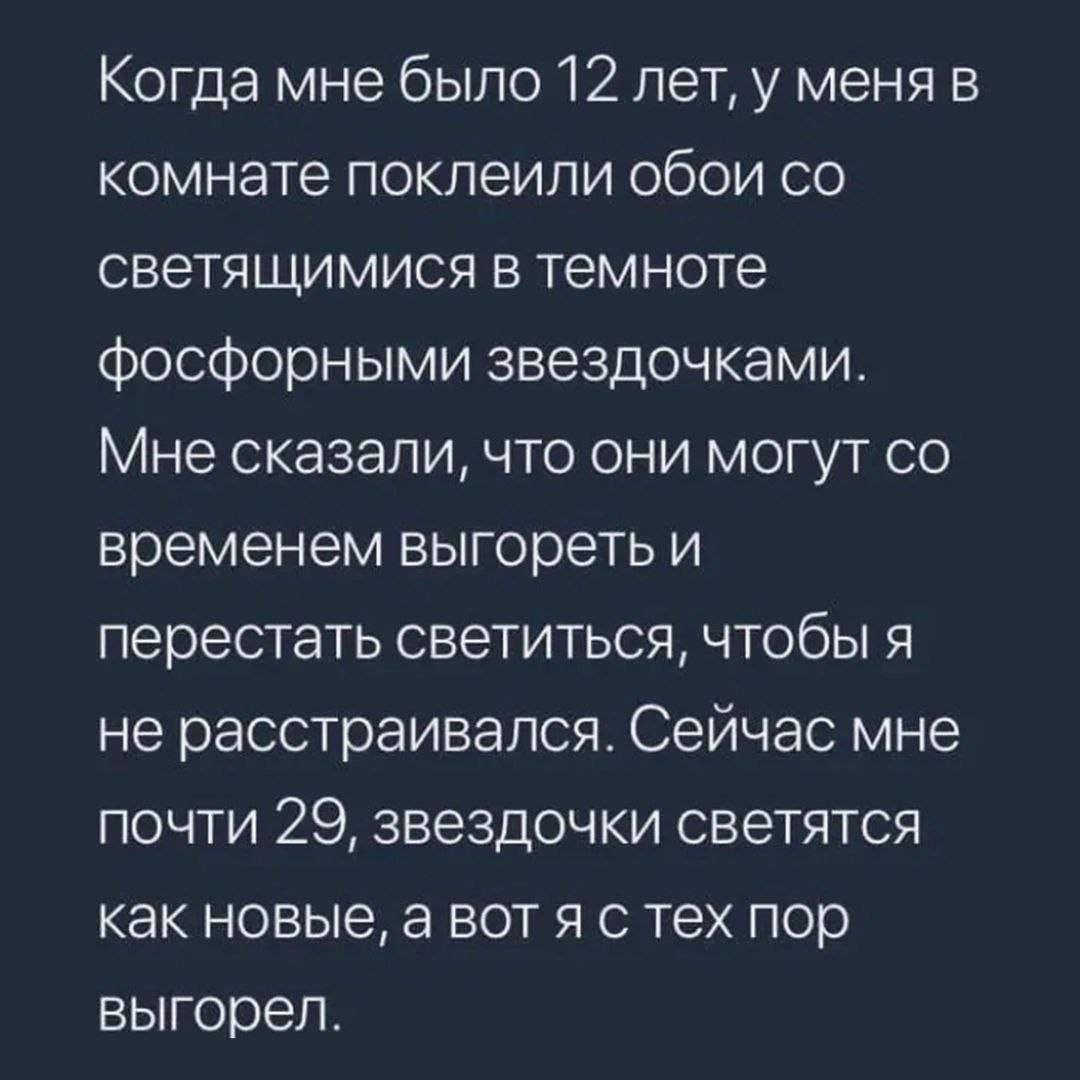 Когда мне было 12 лет, у меня в
комнате поклеили обои со
светящимися в темноте
фосфорными звездочками.
Мне сказали, что они могут со
временем выгореть и
перестать светиться, чтобы я
не расстраивался. Сейчас мне
почти 29, звездочки светятся
как новые, а вот я с тех пор
выгорел.